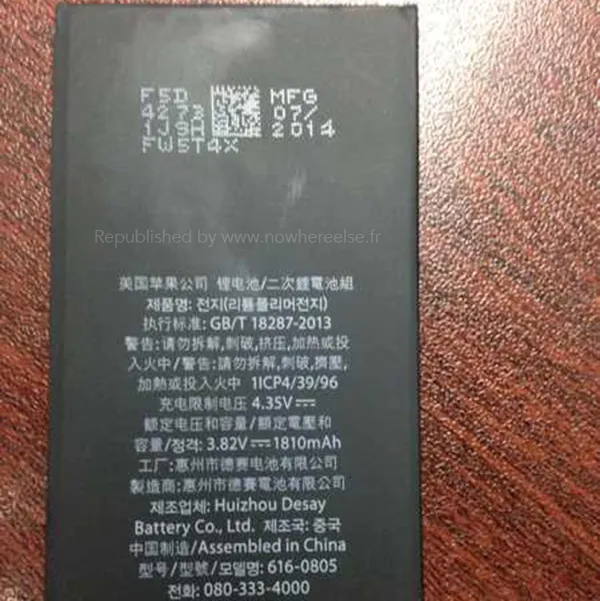 F5D MFG
4273 07/
1J9H 2014
FW5T4X
Republished by www.nowhereelse.fr
美国苹果公司 锂电池/二次鋰電池組
제품명: 전지(리튬폴리머전지)
执行标准: GB/T 18287-2013
警告:请勿拆解,刺破,挤压,加热或投
入火中/警告:請勿拆解,刺破,擠壓,
加熱或投入火中 1ICP4/39/96
充电限制电压 4.35V⎓
额定电压和容量/額定電壓和
容量/정격: 3.82V⎓1810mAh
工厂:惠州市德赛电池有限公司
製造商:惠州市德賽電池有限公司
제조업체: Huizhou Desay
Battery Co., Ltd. 제조국: 중국
中国制造/Assembled in China
型号/型號/모델명: 616-0805
전화: 080-333-4000